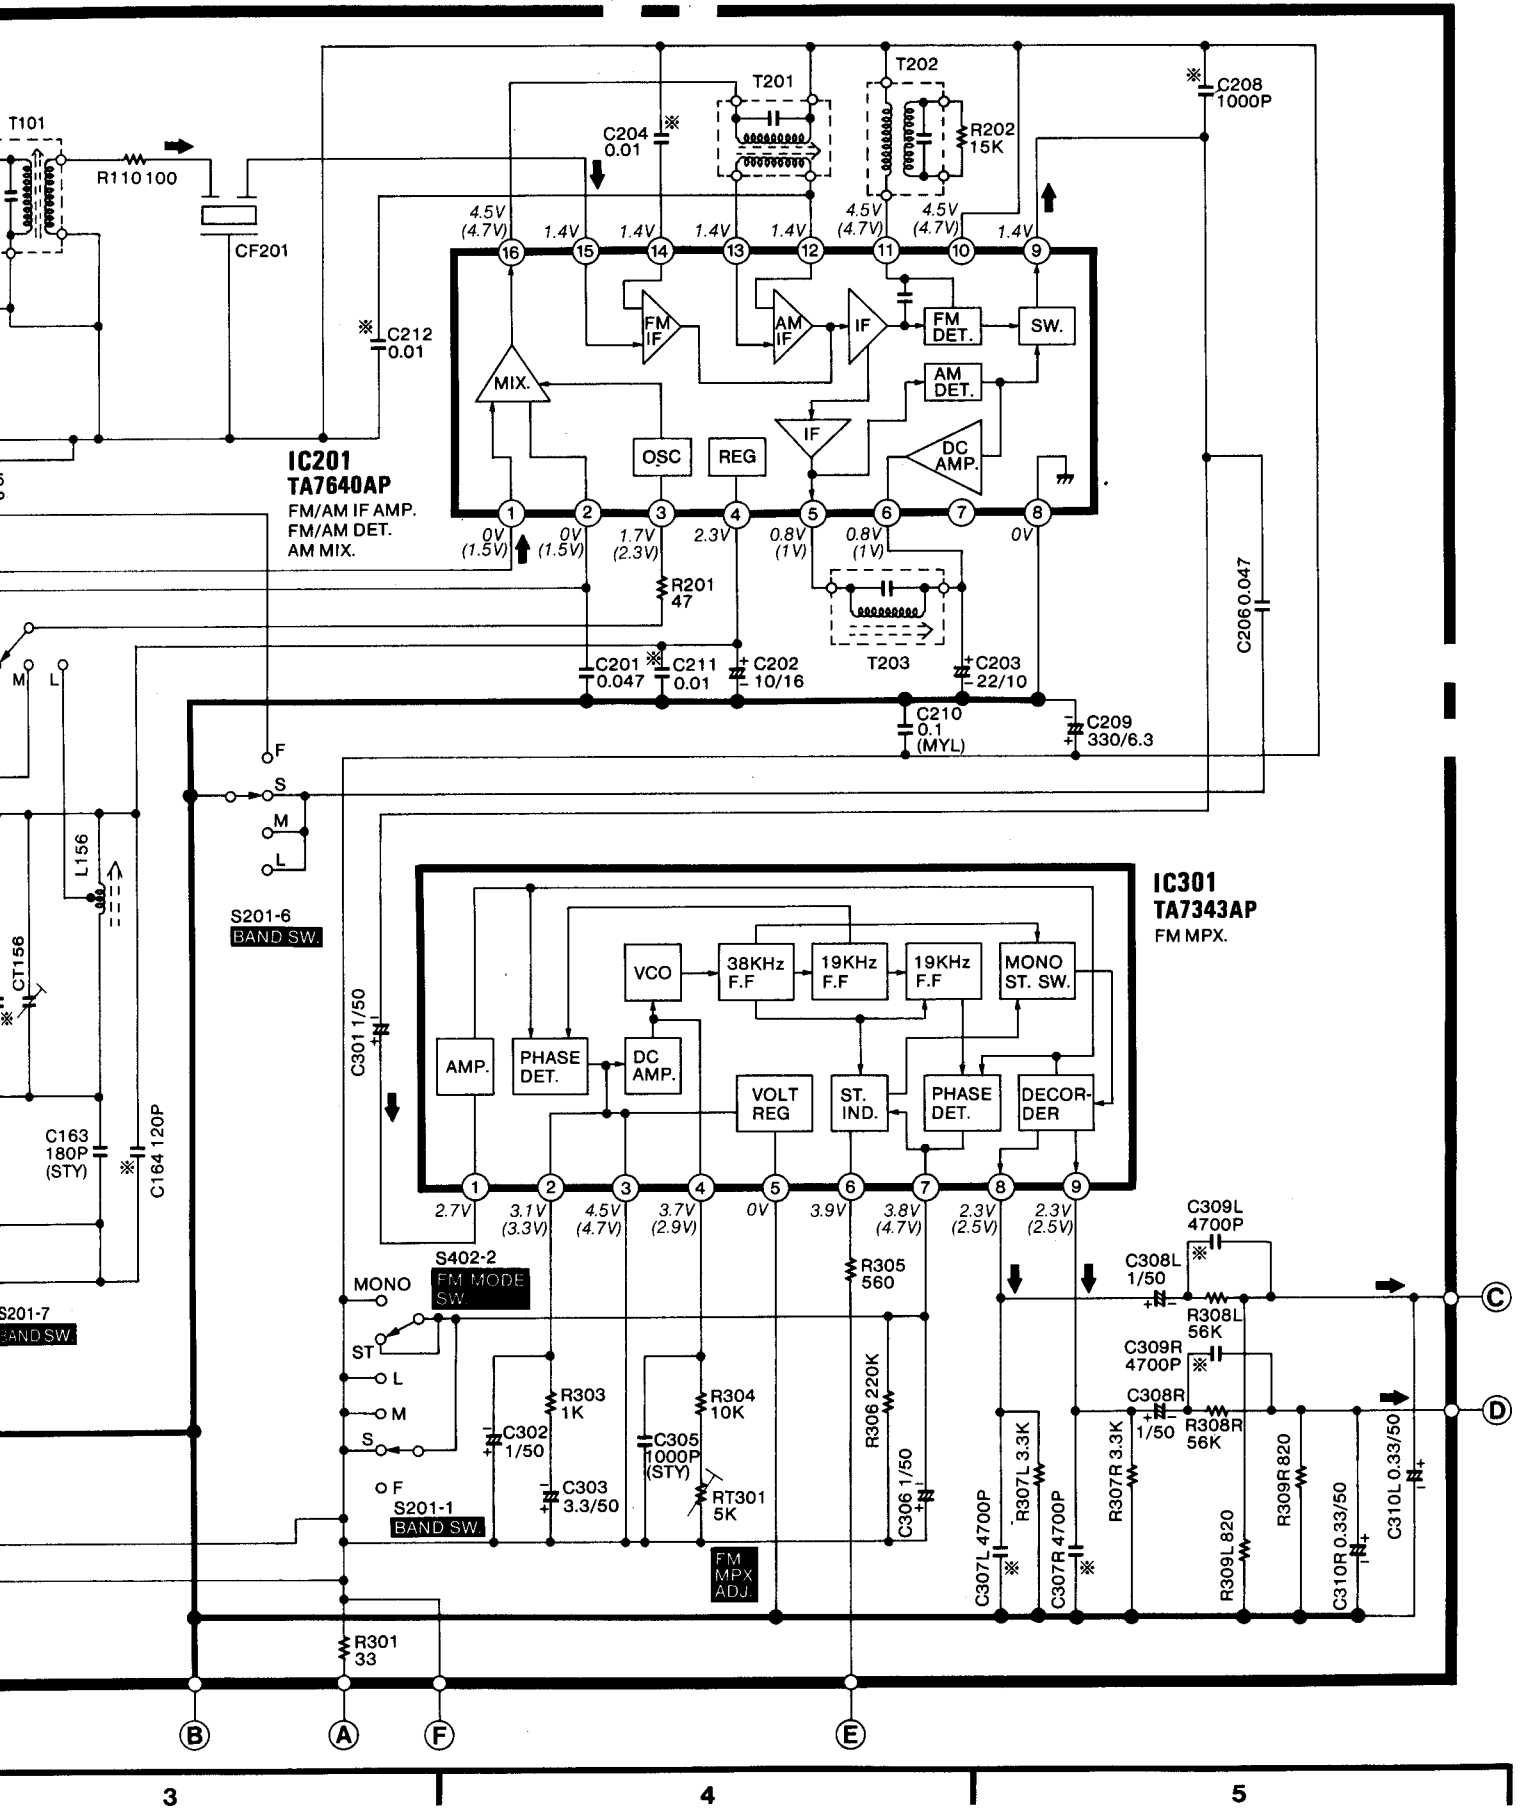 T101
R110 100
CF201
※
C204
0.01
T201
T202
R202
15K
※
C208
1000P
4.5V
(4.7V)
1.4V
1.4V
1.4V
1.4V
4.5V
(4.7V)
4.5V
(4.7V)
1.4V
16
15
14
13
12
11
10
9
※
C212
0.01
MIX.
FM
IF
AM
IF
IF
FM
DET.
SW.
AM
DET.
OSC
REG
IF
DC
AMP.
IC201
TA7640AP
FM/AM IF AMP.
FM/AM DET.
AM MIX.
1
2
3
4
5
6
7
8
0V
(1.5V)
0V
(1.5V)
1.7V
(2.3V)
2.3V
0.8V
(1V)
0.8V
(1V)
0V
R201
47
T203
C206 0.047
M
L
C201
0.047
※
C211
0.01
+
-
C202
10/16
+
-
C203
22/10
C210
0.1
(MYL)
-
+
C209
330/6.3
F
S
M
L
S201-6
BAND SW.
L156
CT156
※
C163
180P
(STY)
※
C164 120P
S201-7
BAND SW.
C301 1/50
-
+
IC301
TA7343AP
FM MPX.
VCO
38KHz
F.F
19KHz
F.F
19KHz
F.F
MONO
ST. SW.
AMP.
PHASE
DET.
DC
AMP.
VOLT
REG
ST.
IND.
PHASE
DET.
DECOR-
DER
1
2
3
4
5
6
7
8
9
2.7V
3.1V
(3.3V)
4.5V
(4.7V)
3.7V
(2.9V)
0V
3.9V
3.8V
(4.7V)
2.3V
(2.5V)
2.3V
(2.5V)
S402-2
FM MODE
SW.
MONO
ST
L
M
S
F
S201-1
BAND SW.
R303
1K
-
+
C302
1/50
-
+
C303
3.3/50
R304
10K
C305
1000P
(STY)
RT301
5K
FM
MPX
ADJ.
R305
560
R306 220K
C306 1/50
-
+
C309L
4700P
※
C308L
1/50
+
-
R308L
56K
C309R
4700P
※
C308R
+
-
1/50
R308R
56K
C307L 4700P
※
R307L 3.3K
C307R 4700P
※
R307R 3.3K
R309L 820
R309R 820
C310R 0.33/50
+
-
C310L 0.33/50
+
-
C
D
R301
33
B
A
F
E
3
4
5